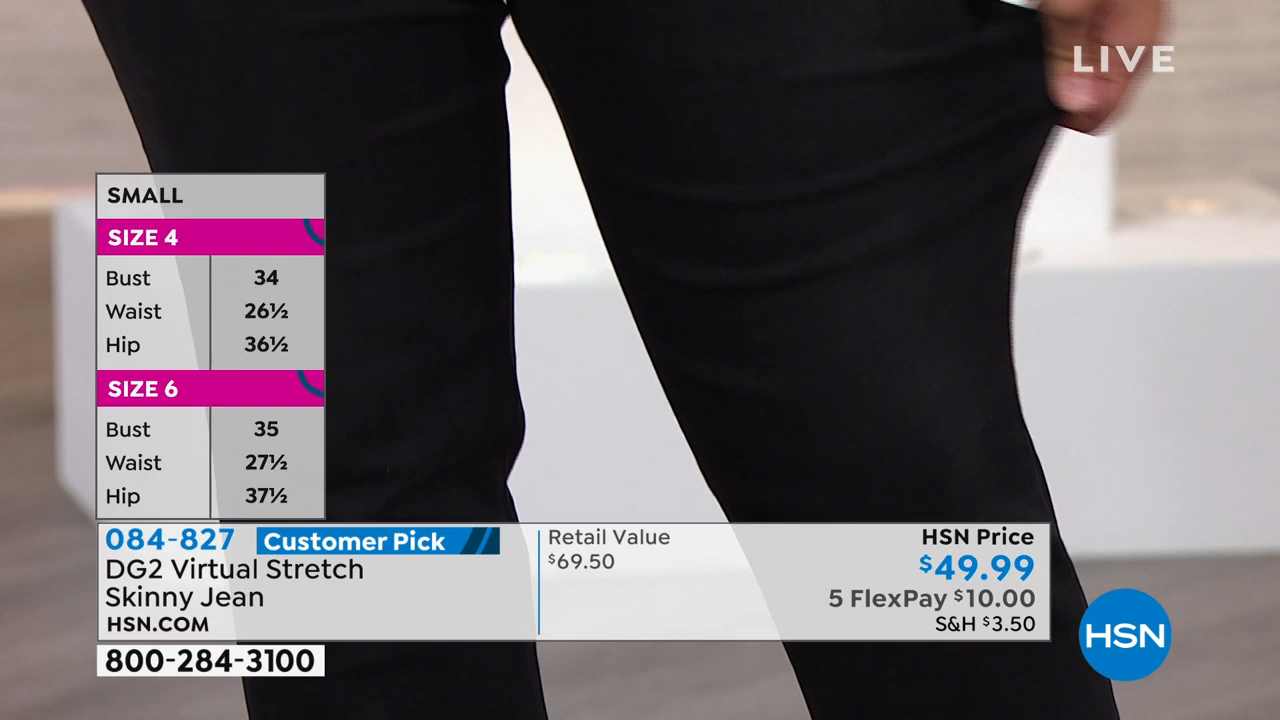 LIVE
SMALL
SIZE 4
Bust 34
Waist 26½
Hip 36½
SIZE 6
Bust 35
Waist 27½
Hip 37½
084-827 Customer Pick
DG2 Virtual Stretch
Skinny Jean
HSN.COM
800-284-3100
Retail Value
$69.50
HSN Price
$49.99
5 FlexPay $10.00
S&H $3.50
HSN